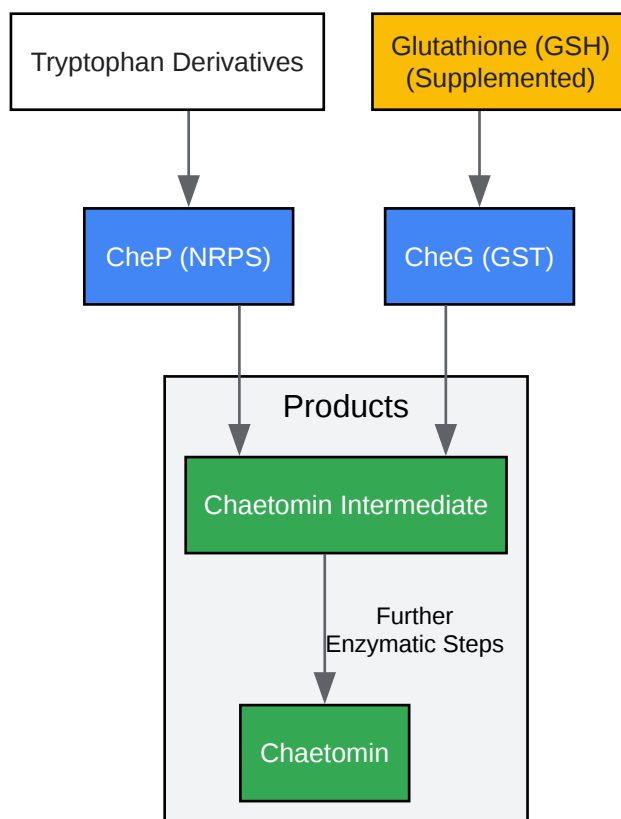 Tryptophan Derivatives
Glutathione (GSH)
(Supplemented)
CheP (NRPS)
CheG (GST)
Products
Chaetomin Intermediate
Further
Enzymatic Steps
Chaetomin